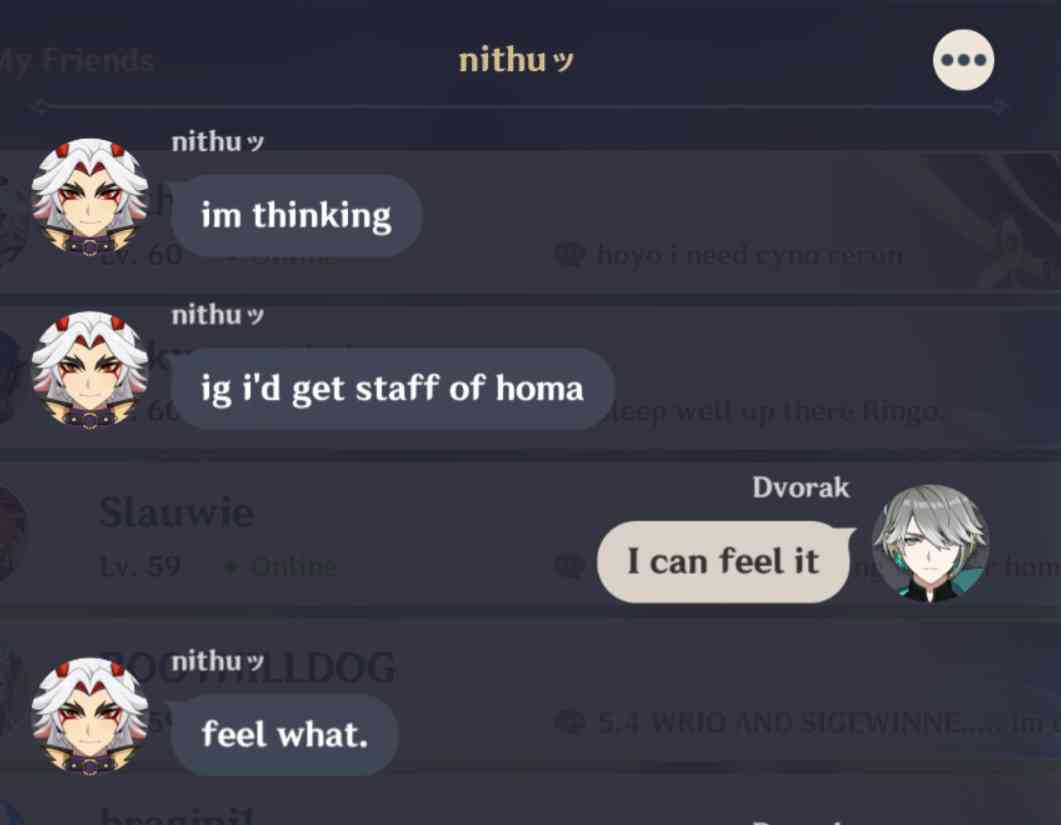 My Friends
nithuッ
nithuッ
im thinking
Lv. 60 Online
hoyo i need cyno rerun
nithuッ
ig i'd get staff of homa
sleep well up there Ringo.
Dvorak
I can feel it
Slauwie
Lv. 59 Online
nithuッ
feel what.
5.4 WRIO AND SIGEWINNE....